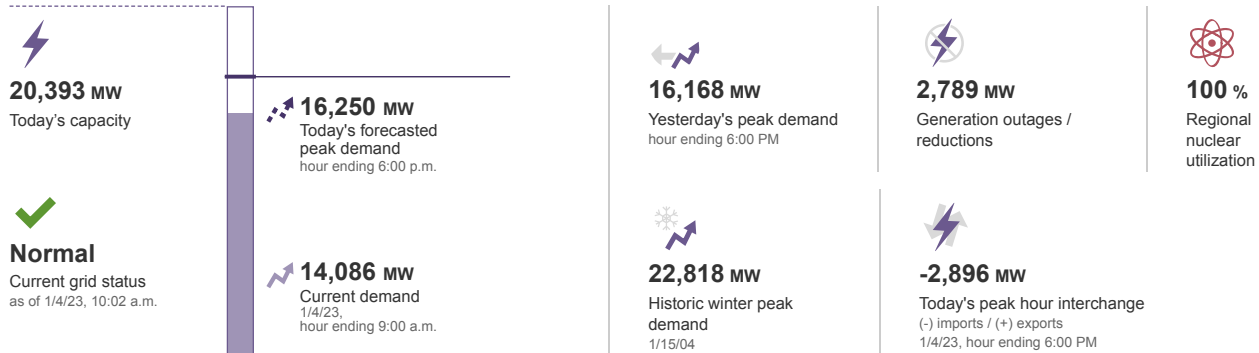 20,393 MW
Today's capacity
Normal
Current grid status
as of 1/4/23, 10:02 a.m.
16,250 MW
Today's forecasted
peak demand
hour ending 6:00 p.m.
14,086 MW
Current demand
1/4/23,
hour ending 9:00 a.m.
16,168 MW
Yesterday's peak demand
hour ending 6:00 PM
2,789 MW
Generation outages /
reductions
100 %
Regional
nuclear
utilization
22,818 MW
Historic winter peak
demand
1/15/04
-2,896 MW
Today's peak hour interchange
(-) imports / (+) exports
1/4/23, hour ending 6:00 PM